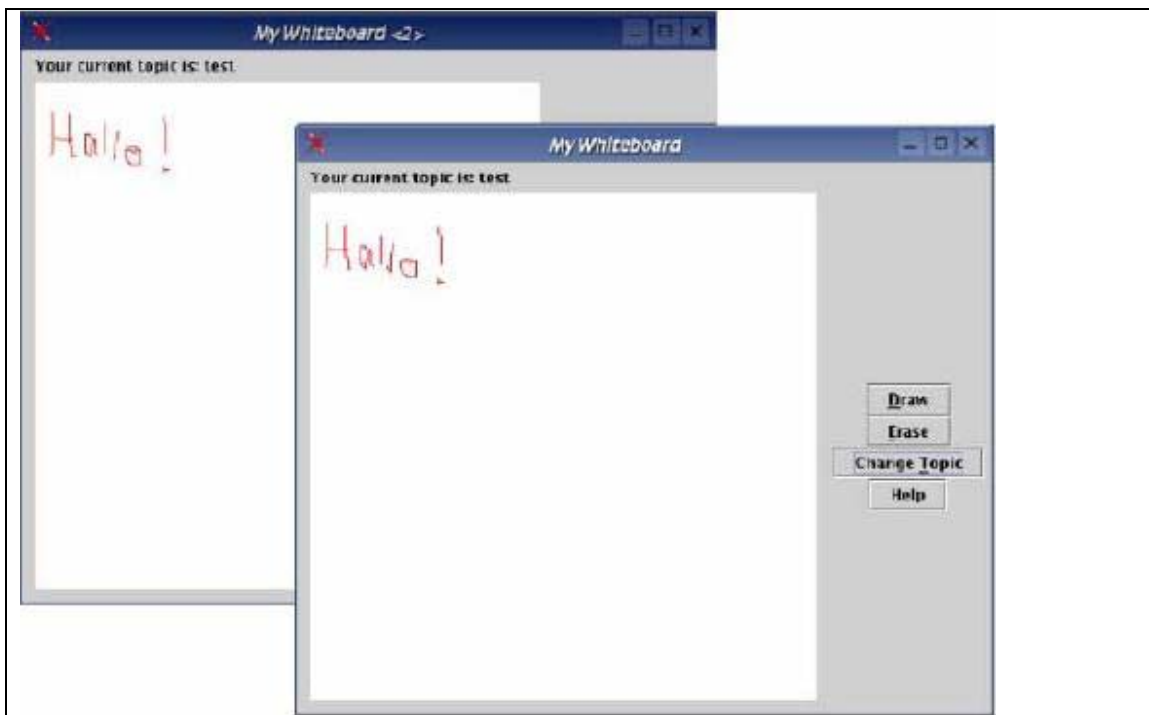 My Whiteboard <2>
Your current topic is: test
Hallo!
My Whiteboard
Your current topic is: test
Hallo!
Draw
Erase
Change Topic
Help